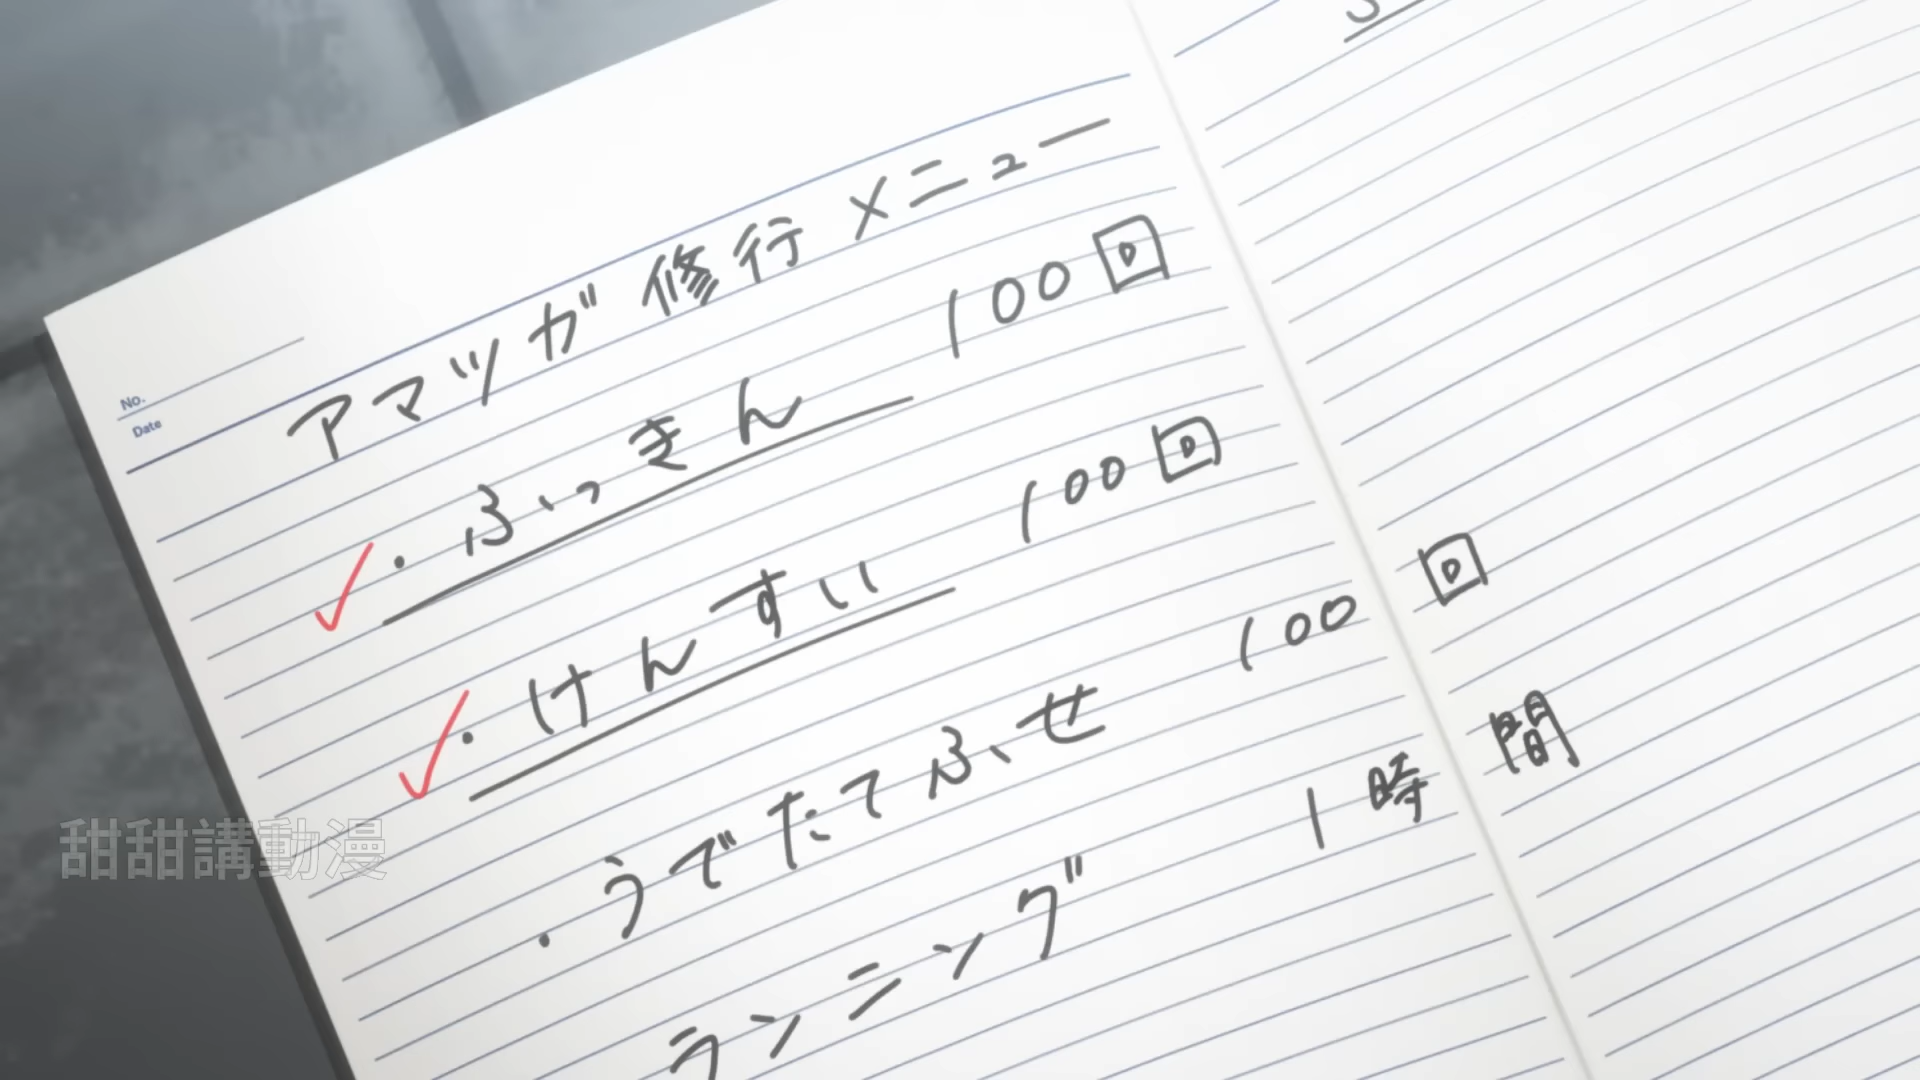 No.
Date
アマツガ 修行 メニュー
・ふっきん 100回
・けんすい 100回
・うでたてふせ 100回
ランニング 1時間
甜甜講動漫